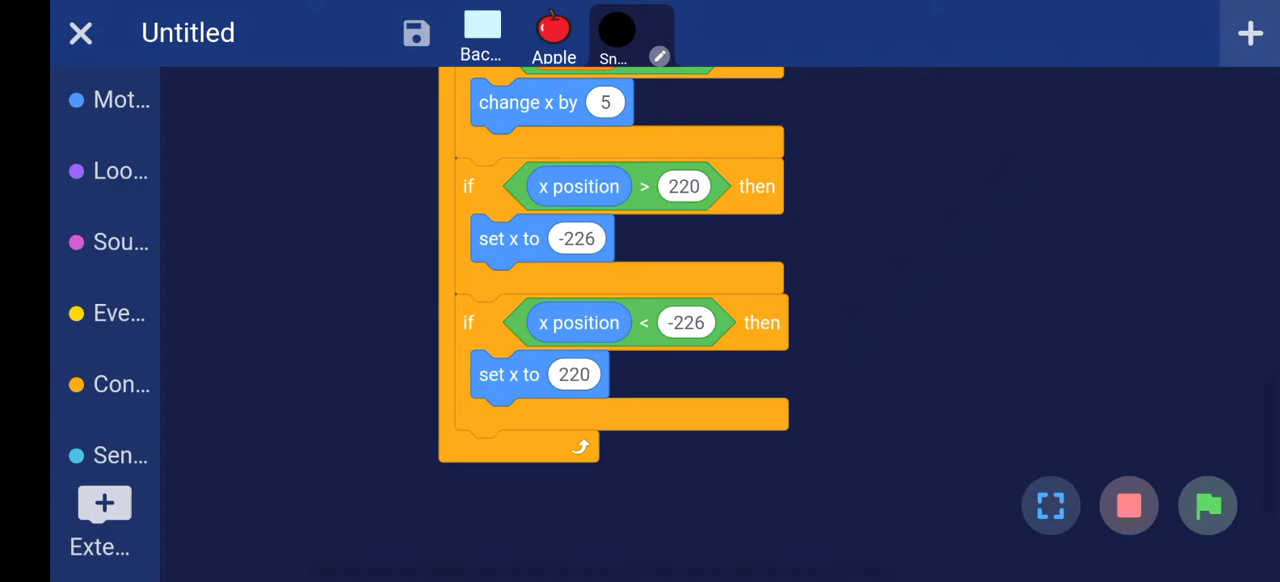 Untitled
Bac...
Apple
Sn...
Mot...
Loo...
Sou...
Eve...
Con...
Sen...
Exte...
change x by 5
if x position > 220 then
set x to -226
if x position < -226 then
set x to 220